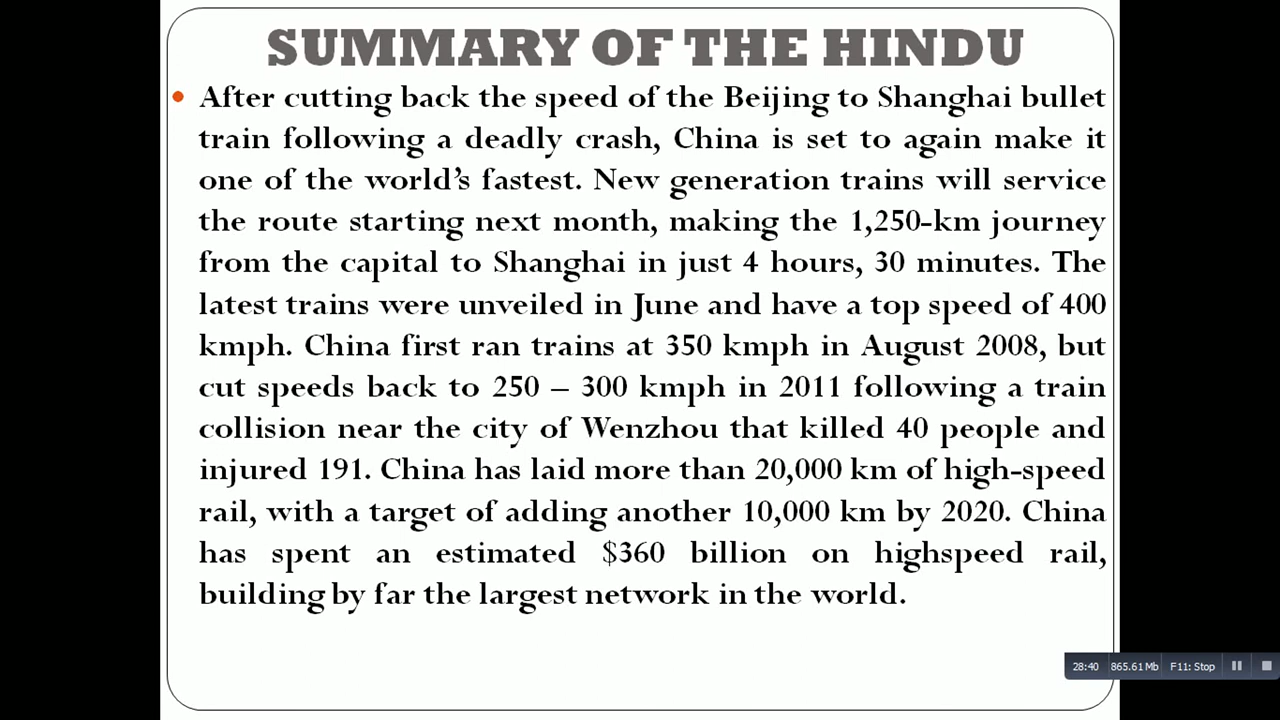 SUMMARY OF THE HINDU
• After cutting back the speed of the Beijing to Shanghai bullet
train following a deadly crash, China is set to again make it
one of the world's fastest. New generation trains will service
the route starting next month, making the 1,250-km journey
from the capital to Shanghai in just 4 hours, 30 minutes. The
latest trains were unveiled in June and have a top speed of 400
kmph. China first ran trains at 350 kmph in August 2008, but
cut speeds back to 250 – 300 kmph in 2011 following a train
collision near the city of Wenzhou that killed 40 people and
injured 191. China has laid more than 20,000 km of high-speed
rail, with a target of adding another 10,000 km by 2020. China
has spent an estimated $360 billion on highspeed rail,
building by far the largest network in the world.
28:40 865.61 Mb F11: Stop